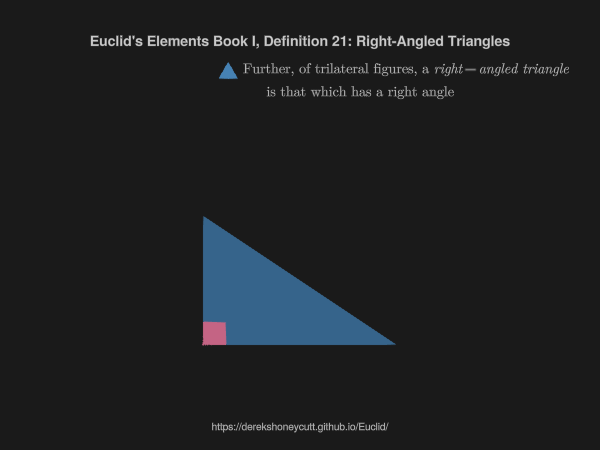 Euclid's Elements Book I, Definition 21: Right-Angled Triangles
Further, of trilateral figures, a right–angled triangle
is that which has a right angle
https://derekshoneycutt.github.io/Euclid/